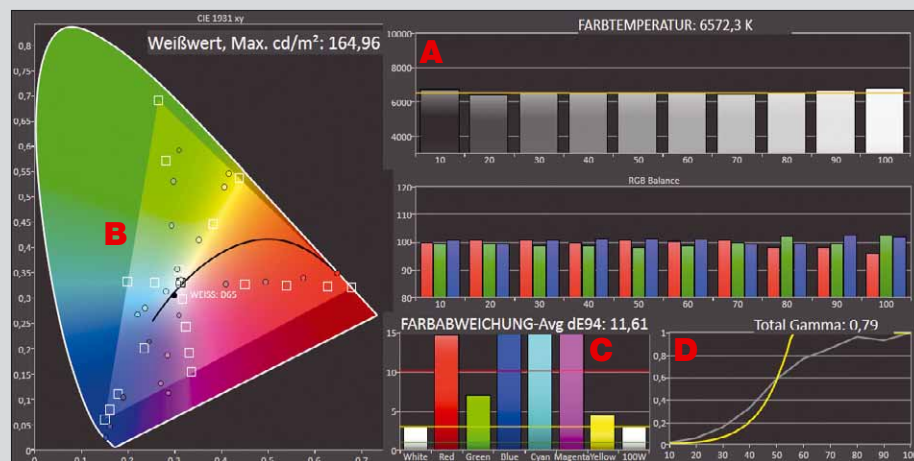 CIE 1931 xy
Weißwert, Max. cd/m²: 164,96
0,8
0,75
0,7
0,65
0,6
0,55
0,5
0,45
0,4
0,35
0,3
0,25
0,2
0,15
0,1
0,05
0
B
WEISS: D65
0,1 0,2 0,3 0,4 0,5 0,6 0,7
FARBTEMPERATUR: 6572,3 K
A
10000
8000
6000
4000
10 20 30 40 50 60 70 80 90 100
RGB Balance
120
110
100
90
80
10 20 30 40 50 60 70 80 90 100
FARBABWEICHUNG-Avg dE94: 11,61
C
15
10
5
0
White Red Green Blue Cyan Magenta Yellow 100W
Total Gamma: 0,79
D
1
0,8
0,6
0,4
0,2
0
10 20 30 40 50 60 70 80 90 100